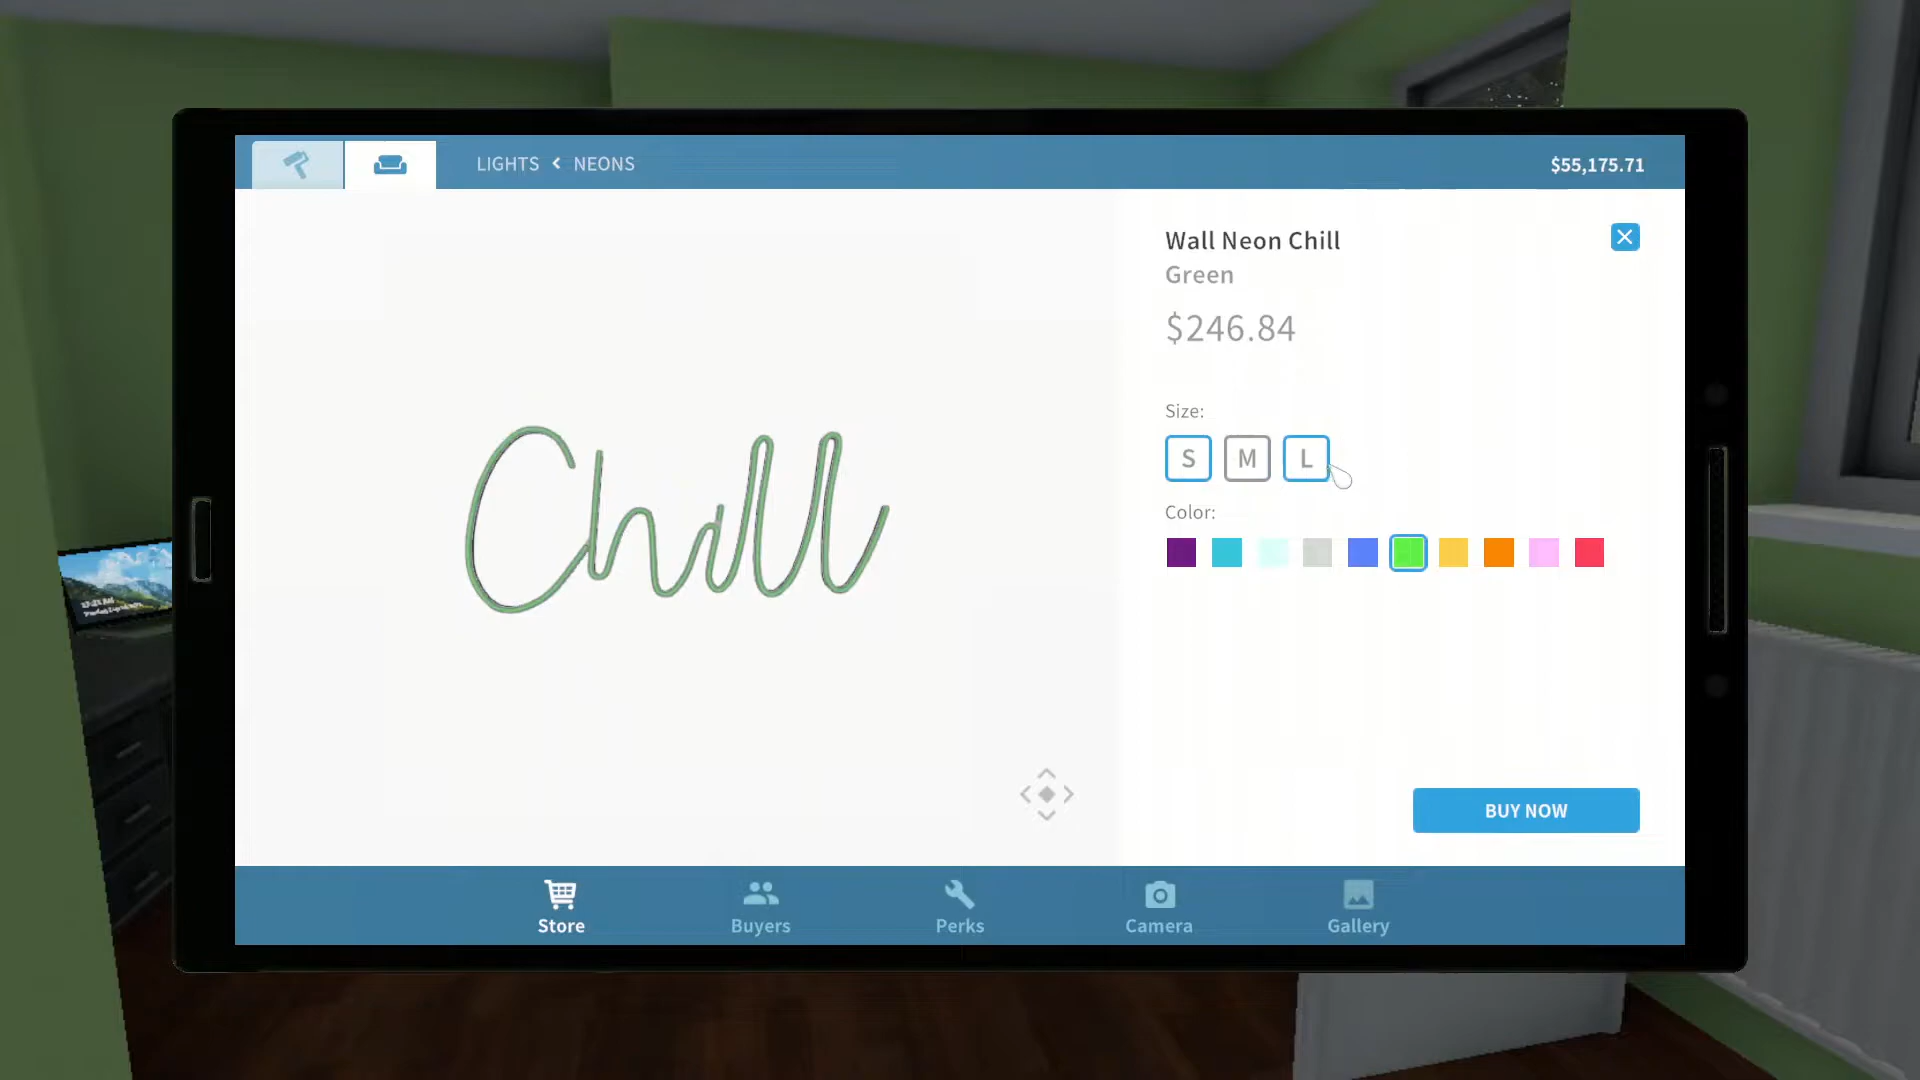 LIGHTS < NEONS
$55,175.71
Wall Neon Chill
Green
$246.84
Size:
S M L
Color:
Chill
BUY NOW
Store Buyers Perks Camera Gallery